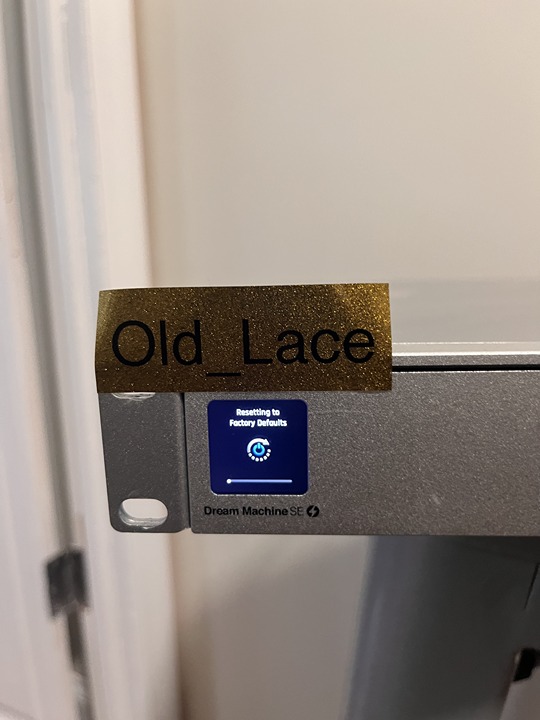 Old_Lace
Resetting to
Factory Defaults
Dream Machine SE